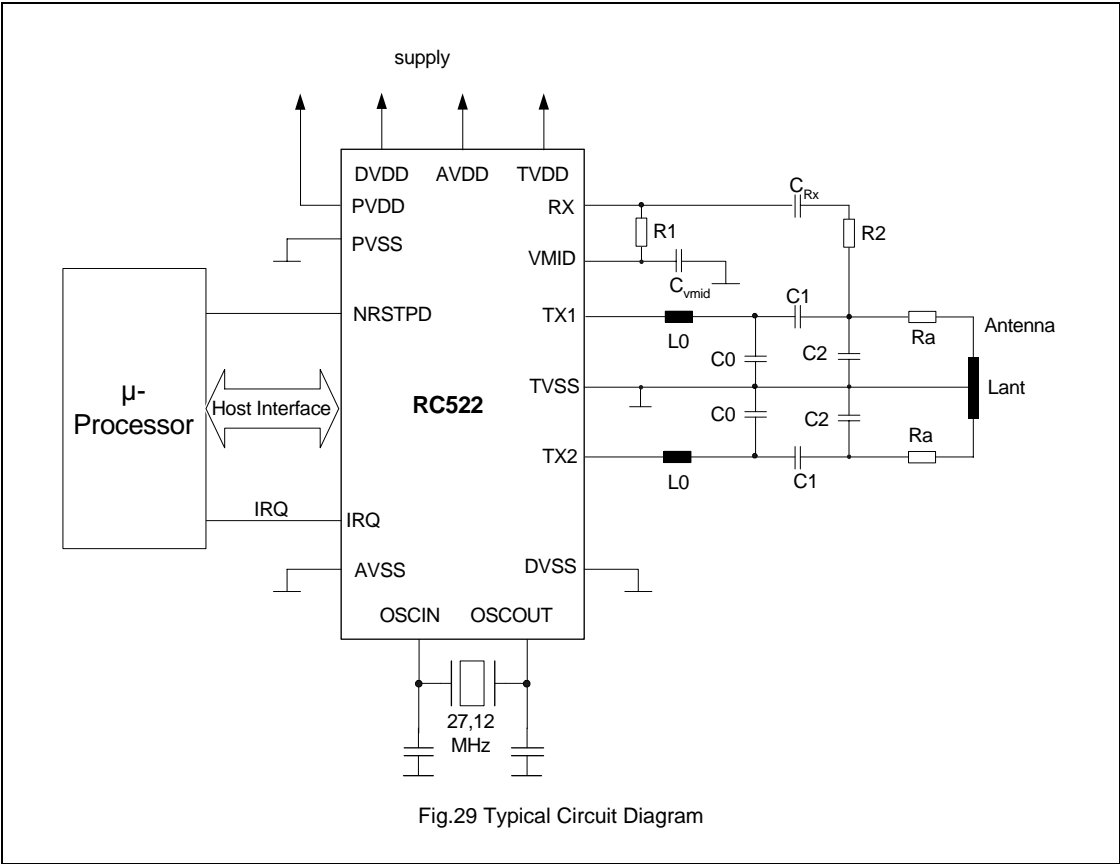 supply
DVDD AVDD TVDD
PVDD
RX
C_Rx
R1
R2
PVSS
VMID
C_vmid
NRSTPD
TX1
L0
C1
Ra
Antenna
C0
C2
µ-
Processor
Host Interface
RC522
TVSS
Lant
C0
C2
Ra
TX2
L0
C1
IRQ
IRQ
AVSS
DVSS
OSCIN OSCOUT
27,12
MHz
Fig.29 Typical Circuit Diagram